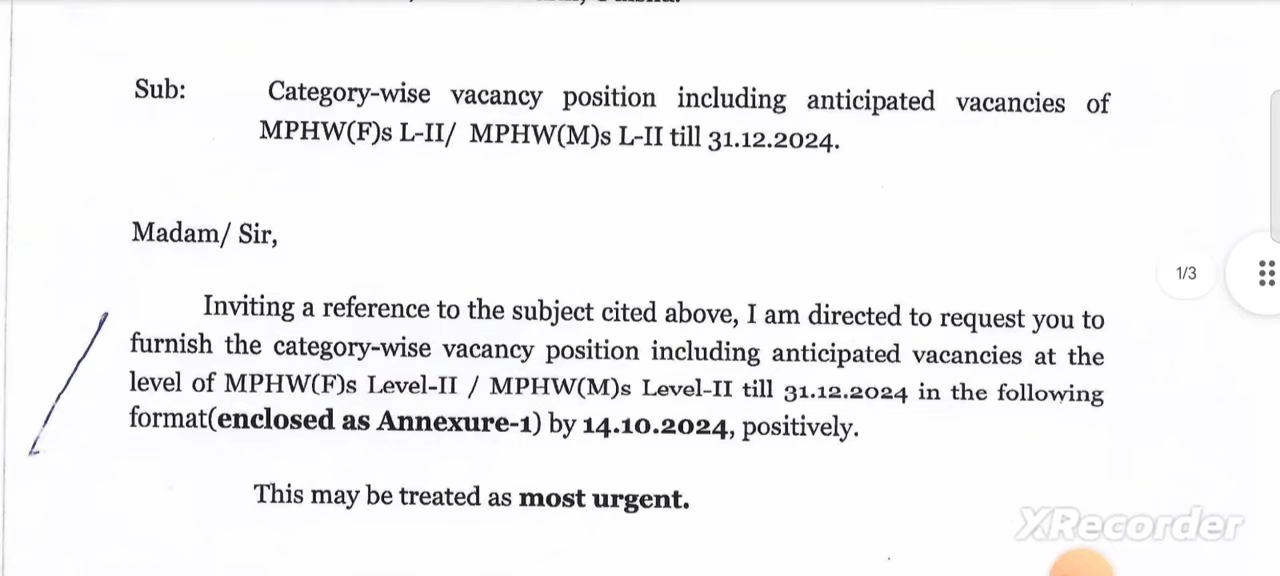 Sub: Category-wise vacancy position including anticipated vacancies of
MPHW(F)s L-II/ MPHW(M)s L-II till 31.12.2024.
Madam/ Sir,
Inviting a reference to the subject cited above, I am directed to request you to
furnish the category-wise vacancy position including anticipated vacancies at the
level of MPHW(F)s Level-II / MPHW(M)s Level-II till 31.12.2024 in the following
format(enclosed as Annexure-1) by 14.10.2024, positively.
This may be treated as most urgent.
1/3
XRecorder